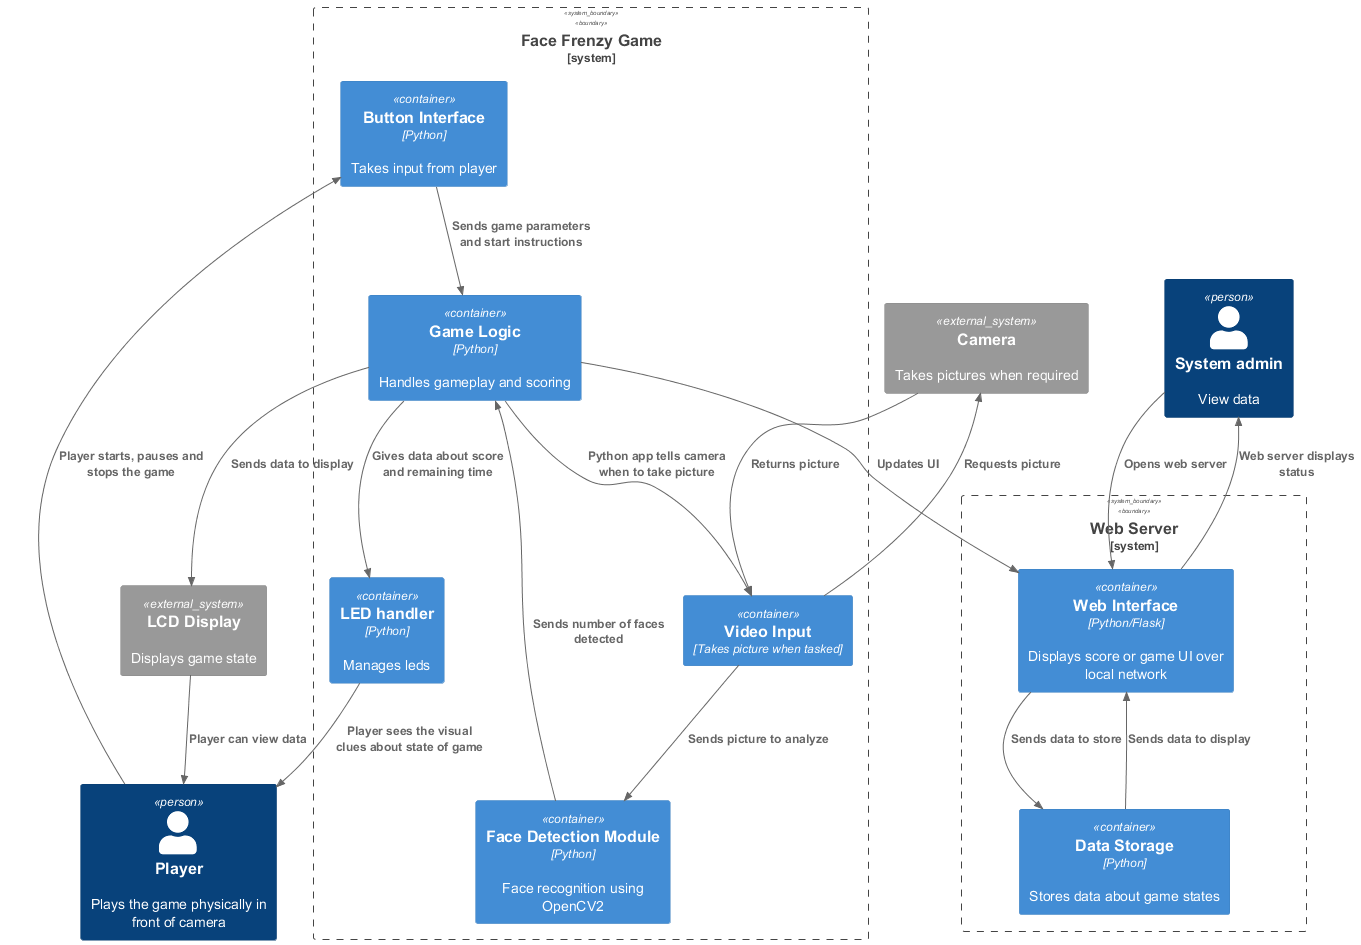 «system_boundary»
«boundary»
Face Frenzy Game
[system]
«container»
Button Interface
[Python]
Takes input from player
Sends game parameters
and start instructions
«container»
Game Logic
[Python]
Handles gameplay and scoring
«external_system»
Camera
Takes pictures when required
«person»
System admin
View data
Player starts, pauses and
stops the game
Sends data to display
Gives data about score
and remaining time
Python app tells camera
when to take picture
Returns picture
Updates UI
Requests picture
Opens web server
Web server displays
status
«system_boundary»
«boundary»
Web Server
[system]
«external_system»
LCD Display
Displays game state
«container»
LED handler
[Python]
Manages leds
Sends number of faces
detected
«container»
Video Input
[Takes picture when tasked]
«container»
Web Interface
[Python/Flask]
Displays score or game UI over
local network
Player can view data
Player sees the visual
clues about state of game
Sends picture to analyze
Sends data to store
Sends data to display
«person»
Player
Plays the game physically in
front of camera
«container»
Face Detection Module
[Python]
Face recognition using
OpenCV2
«container»
Data Storage
[Python]
Stores data about game states